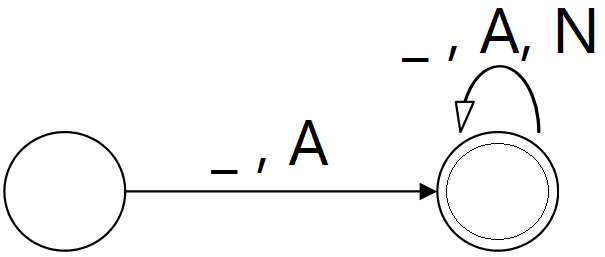 _ , A, N
_ , A